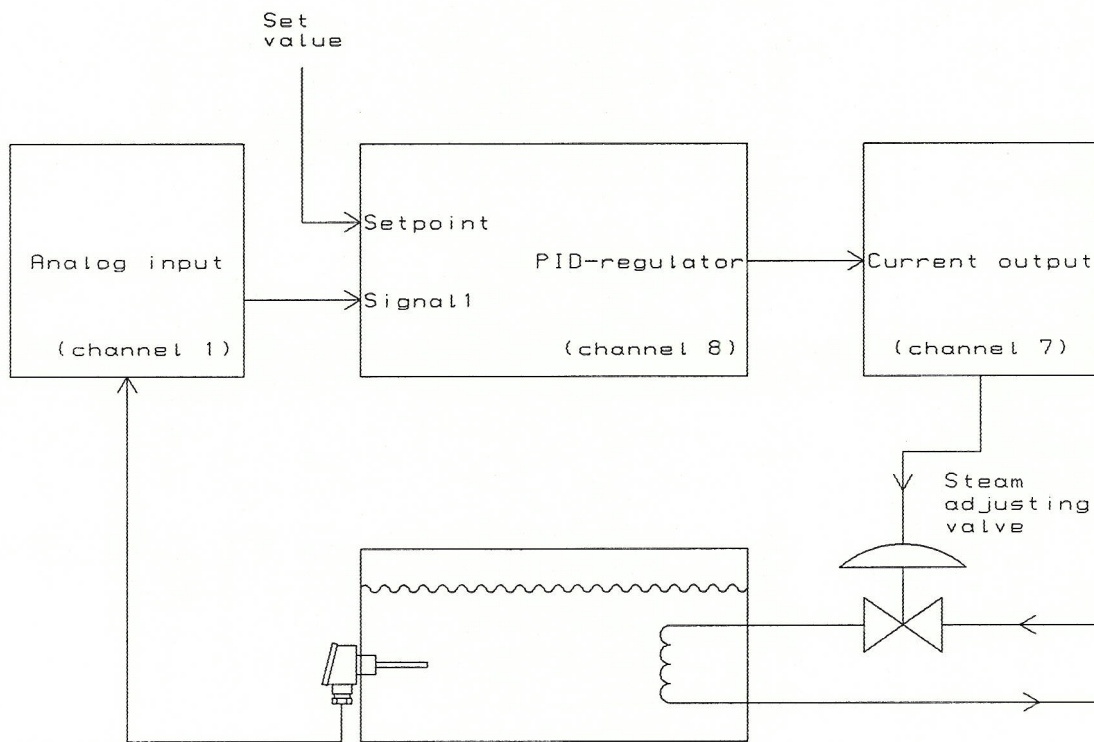 Set
value
Setpoint
Analog input
PID-regulator
Current output
Signal1
(channel 1)
(channel 8)
(channel 7)
Steam
adjusting
valve